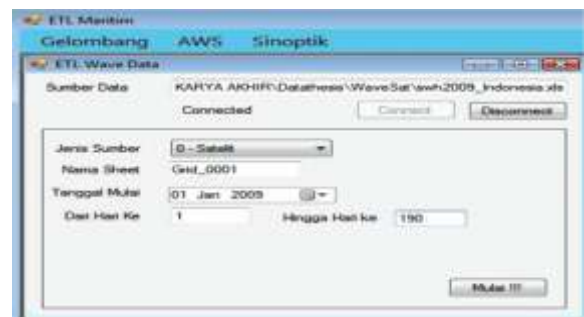 ETL Maritim
Gelombang AWS Sinoptik
ETL Wave Data
Sumber Data KARYA AKHIR\Datathesis\WaveSat\swh2009_Indonesia.xls
Connected Connect Disconnect
Jenis Sumber 0 - Satelit
Nama Sheet Grid_0001
Tanggal Mulai 01 Jan 2009
Dari Hari Ke 1 Hingga Hari ke 190
Mulai !!!